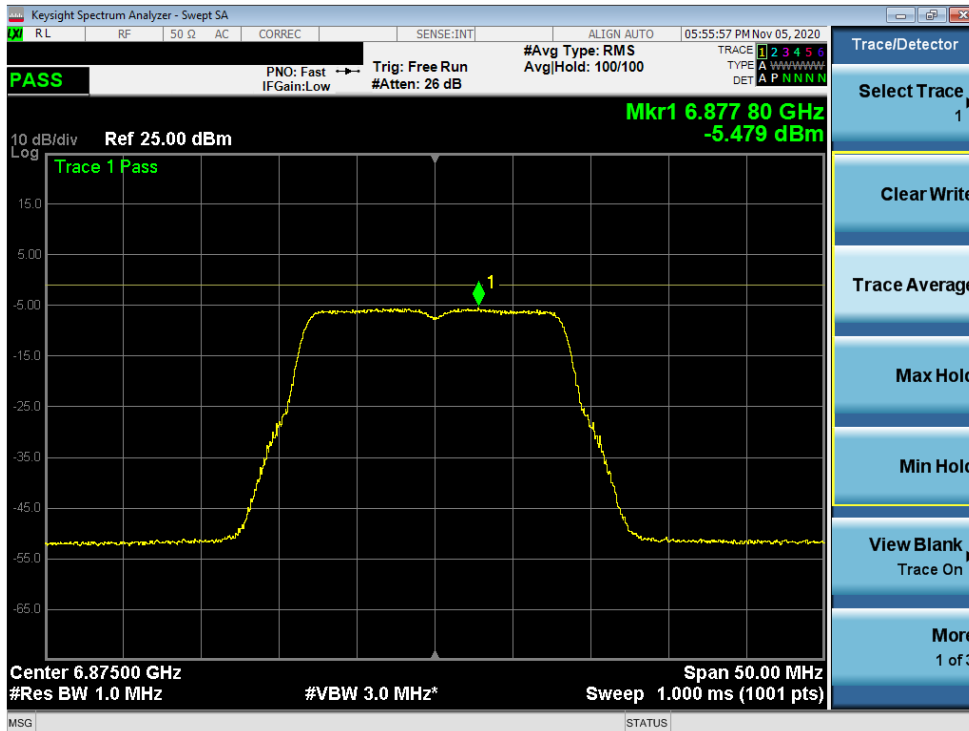 Keysight Spectrum Analyzer - Swept SA
LXI RL RF 50 Ω AC CORREC SENSE:INT ALIGN AUTO 05:55:57 PM Nov 05, 2020
PASS
PNO: Fast
IFGain:Low
Trig: Free Run
#Atten: 26 dB
#Avg Type: RMS
Avg|Hold: 100/100
TRACE 1 2 3 4 5 6
TYPE A WWWWW
DET A P N N N N
Mkr1 6.877 80 GHz
-5.479 dBm
10 dB/div Ref 25.00 dBm
Log
Trace 1 Pass
1
15.0
5.00
-5.00
-15.0
-25.0
-35.0
-45.0
-55.0
-65.0
Center 6.87500 GHz Span 50.00 MHz
#Res BW 1.0 MHz #VBW 3.0 MHz* Sweep 1.000 ms (1001 pts)
MSG STATUS
Trace/Detector
Select Trace
1
Clear Write
Trace Average
Max Hold
Min Hold
View Blank
Trace On
More
1 of 3